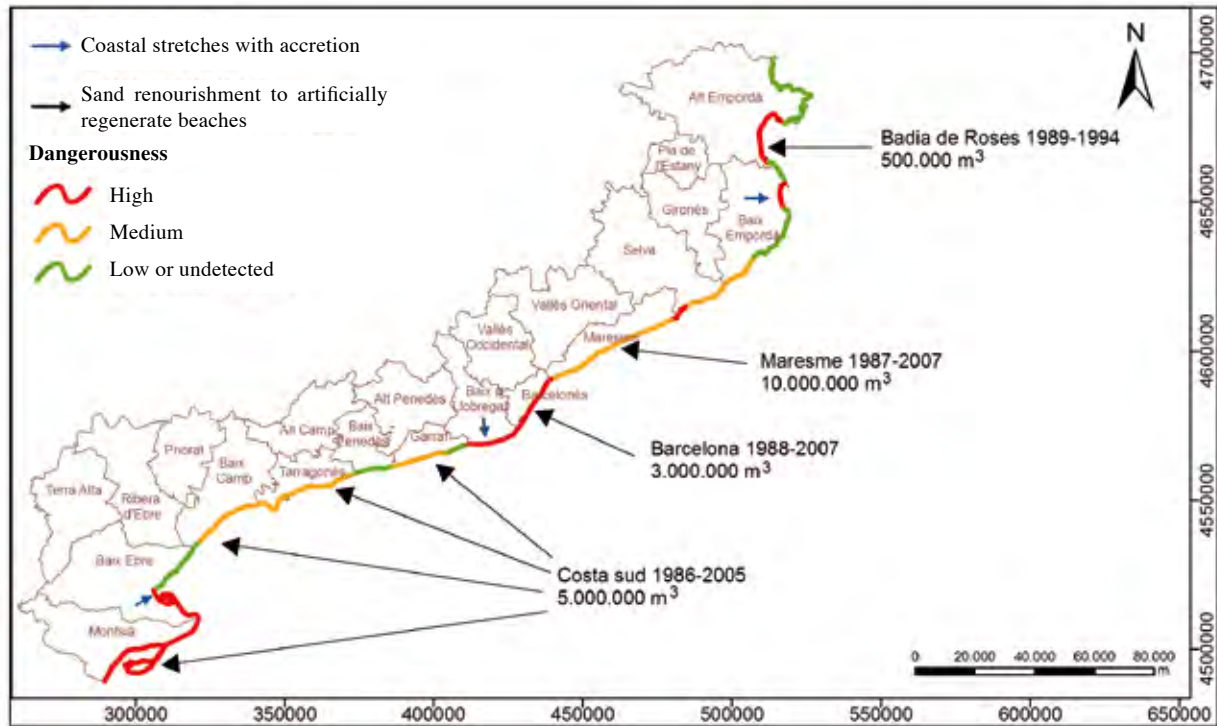 Coastal stretches with accretion
Sand renourishment to artificially
regenerate beaches
Dangerousness
High
Medium
Low or undetected
N
Alt Empordà
Pla de
l'Estany
Gironès
Baix
Empordà
Selva
Vallès Oriental
Vallès
Occidental
Maresme
Barcelonès
Baix
Llobregat
Alt Penedès
Garraf
Baix
Penedès
Alt Camp
Tarragonès
Baix
Camp
Priorat
Ribera
d'Ebre
Terra Alta
Baix Ebre
Montsià
Badia de Roses 1989-1994
500.000 m³
Maresme 1987-2007
10.000.000 m³
Barcelona 1988-2007
3.000.000 m³
Costa sud 1986-2005
5.000.000 m³
0 20.000 40.000 60.000 80.000
m.
4700000
4650000
4600000
4550000
4500000
300000 350000 400000 450000 500000 550000 600000 650000